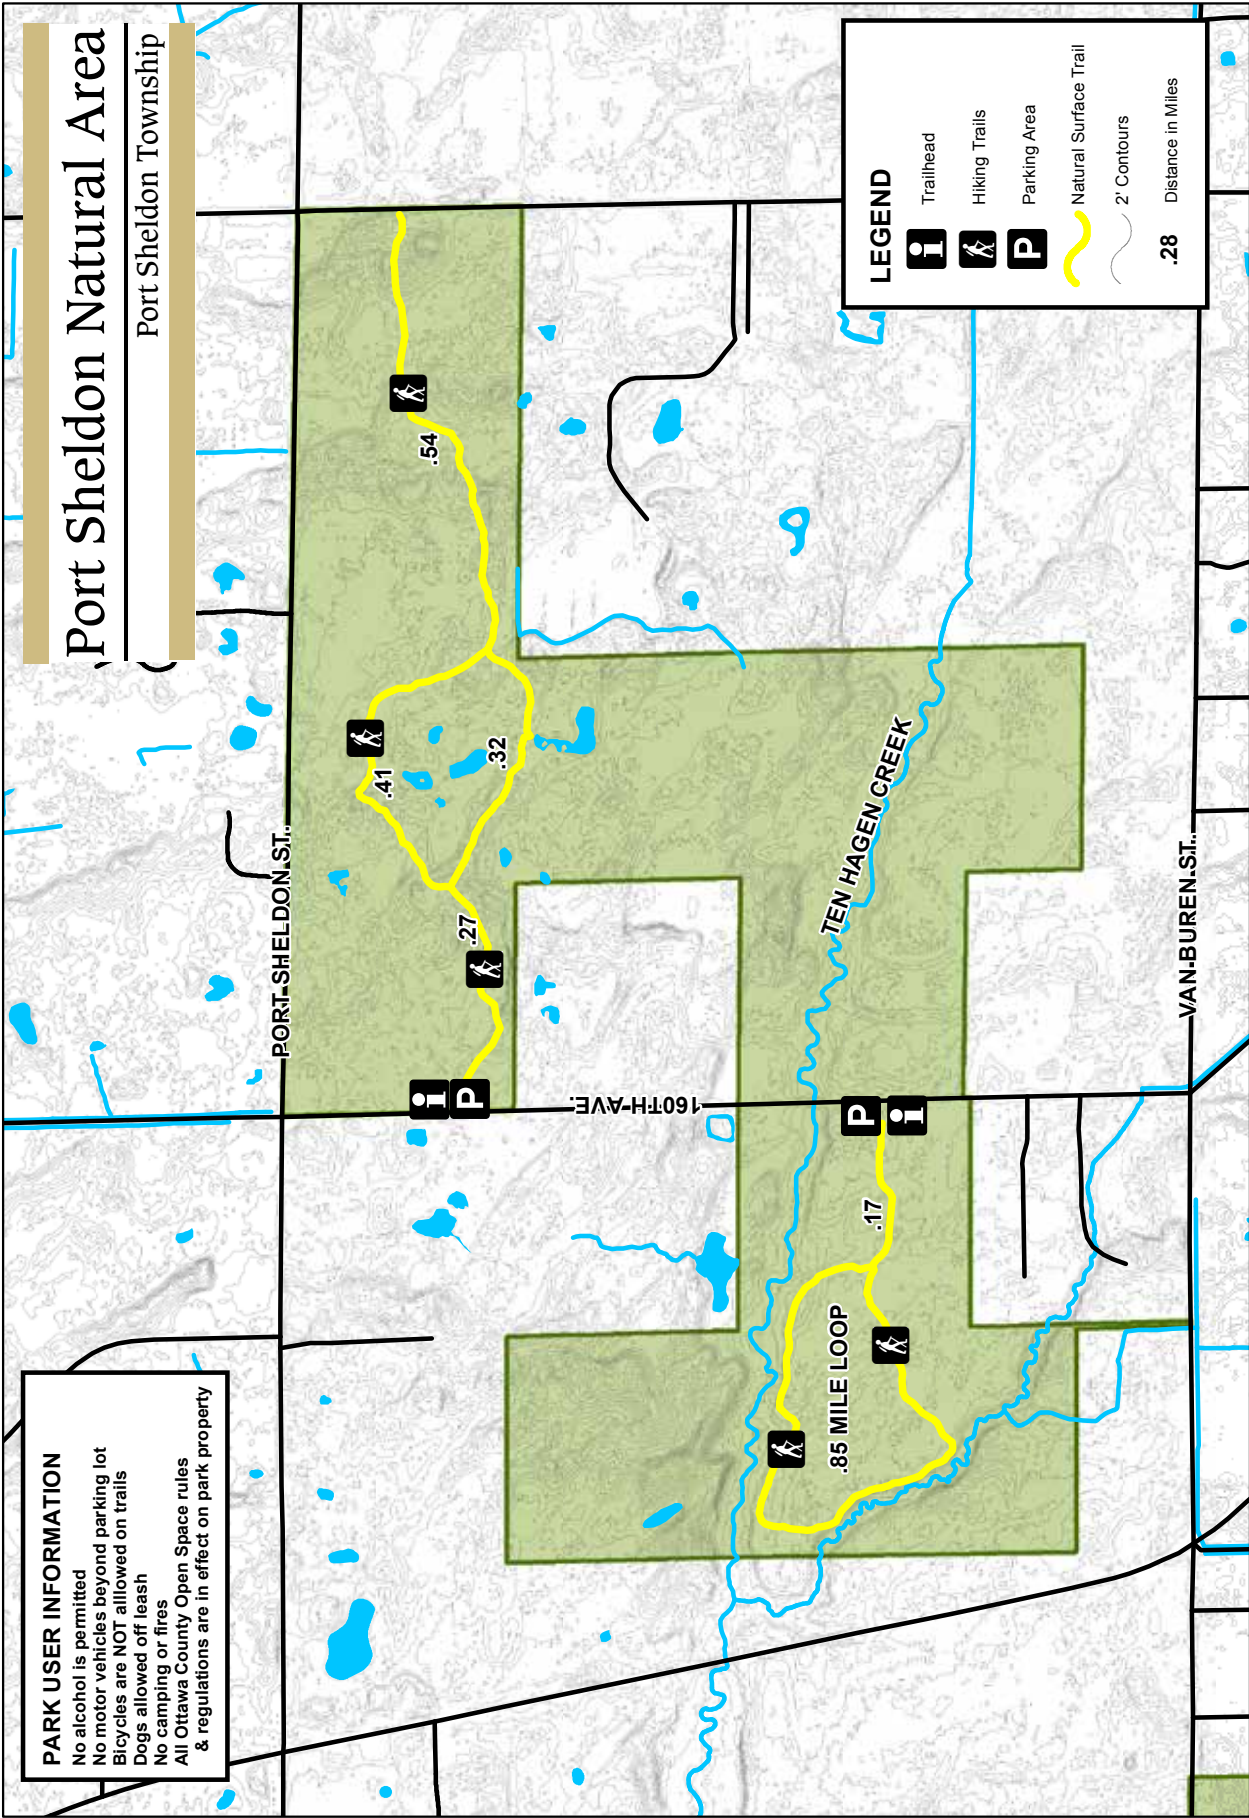 Port Sheldon Natural Area
Port Sheldon Township
PARK USER INFORMATION
No alcohol is permitted
No motor vehicles beyond parking lot
Bicycles are NOT alllowed on trails
Dogs allowed off leash
No camping or fires
All Ottawa County Open Space rules
& regulations are in effect on park property
PORT SHELDON ST.
.54
.41
.32
.27
i
P
160TH AVE.
TEN HAGEN CREEK
P
i
.17
.85 MILE LOOP
VAN BUREN ST.
LEGEND
i Trailhead
Hiking Trails
P Parking Area
Natural Surface Trail
2' Contours
.28 Distance in Miles